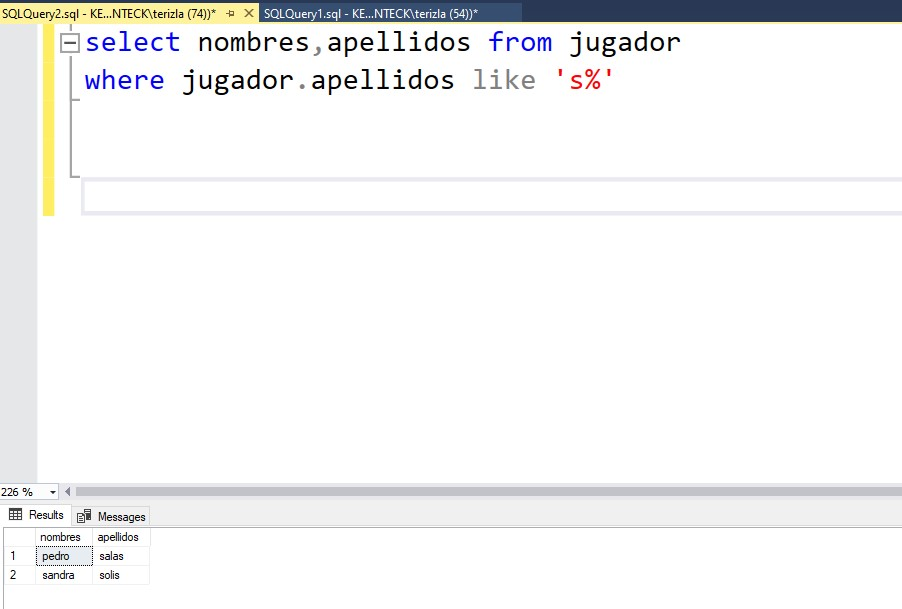 SQLQuery2.sql - KE...NTECK\terizla (74))* SQLQuery1.sql - KE...NTECK\terizla (54))*
select nombres,apellidos from jugador
where jugador.apellidos like 's%'
226 %
Results Messages
nombres apellidos
1 pedro salas
2 sandra solis